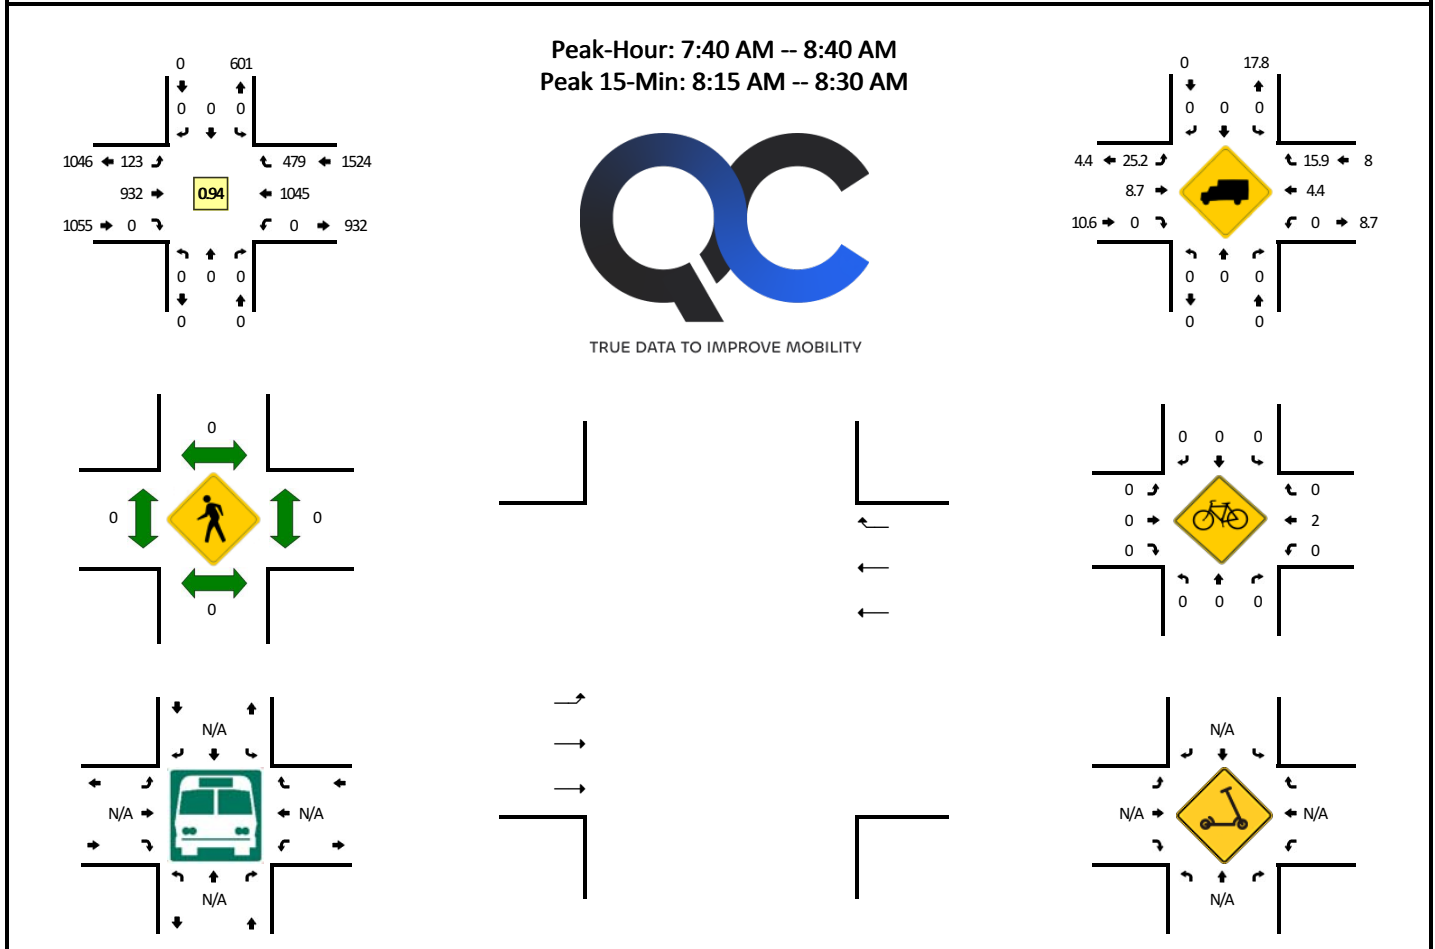 Peak-Hour: 7:40 AM -- 8:40 AM
Peak 15-Min: 8:15 AM -- 8:30 AM
0 601
0 0 0
1046 123 479 1524
932 0.94 1045
1055 0 0 932
0 0 0
0 0
TRUE DATA TO IMPROVE MOBILITY
0 17.8
0 0 0
4.4 25.2 15.9 8
8.7 4.4
10.6 0 0 8.7
0 0 0
0 0
0
0 0
0
0 0 0
0 0
0 2
0 0
0 0 0
N/A
N/A N/A
N/A
N/A
N/A N/A
N/A